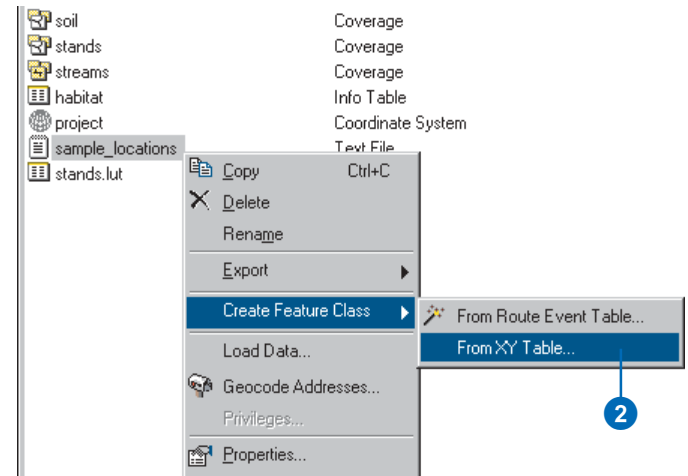 soil Coverage
stands Coverage
streams Coverage
habitat Info Table
project Coordinate System
sample_locations Text File
stands.lut
Copy Ctrl+C
Delete
Rename
Export
Create Feature Class
From Route Event Table...
From XY Table...
Load Data...
2
Geocode Addresses...
Privileges...
Properties...